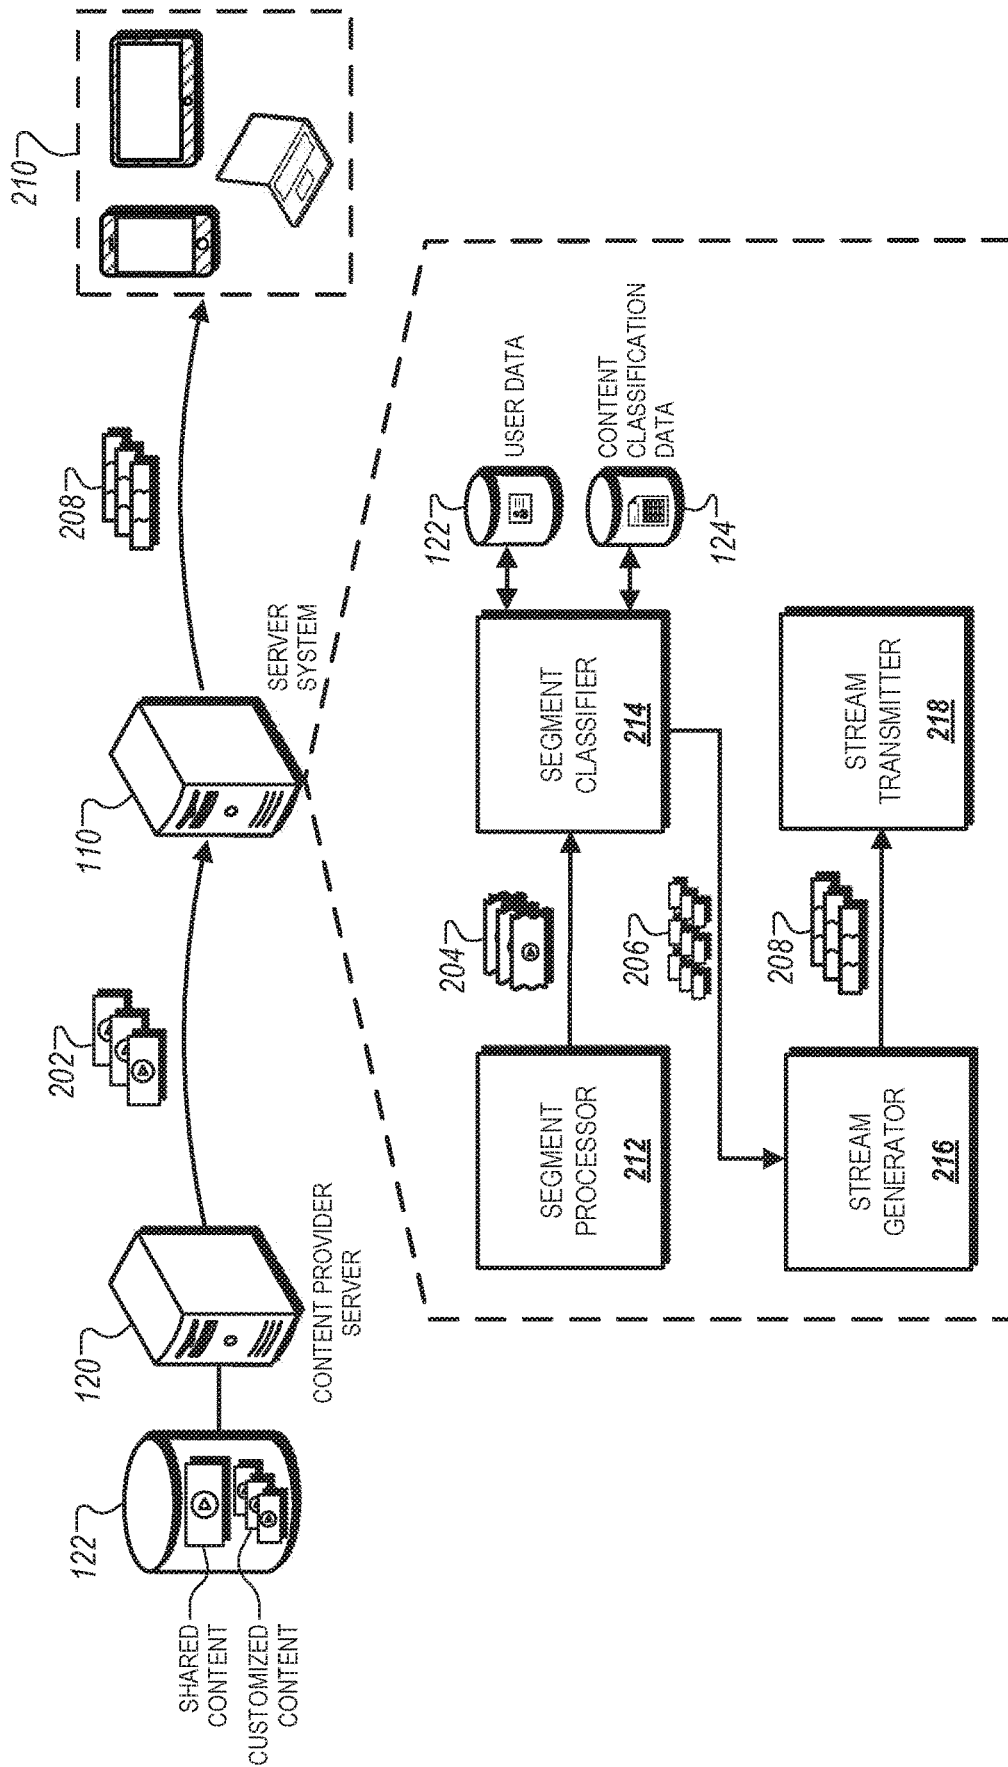 122
SHARED
CONTENT
CUSTOMIZED
CONTENT
120
CONTENT PROVIDER
SERVER
202
110
SERVER
SYSTEM
208
210
SEGMENT
PROCESSOR
212
204
SEGMENT
CLASSIFIER
214
122
USER DATA
CONTENT
CLASSIFICATION
DATA
124
206
STREAM
GENERATOR
216
208
STREAM
TRANSMITTER
218